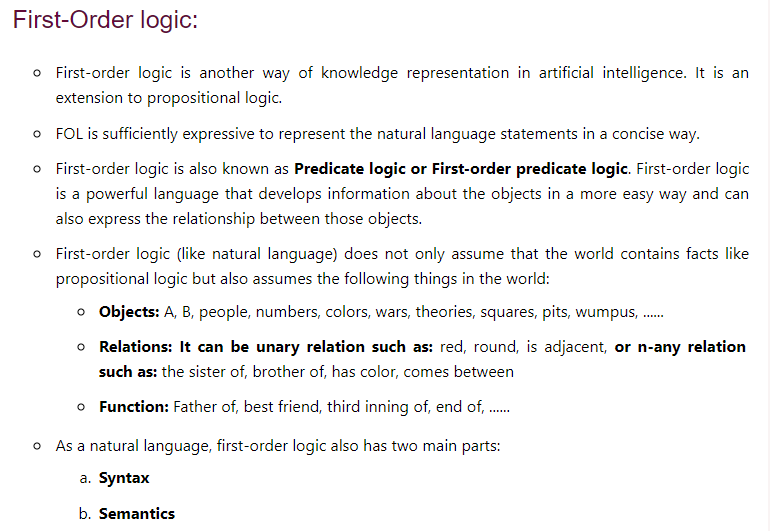 First-Order logic:
First-order logic is another way of knowledge representation in artificial intelligence. It is an
extension to propositional logic.
FOL is sufficiently expressive to represent the natural language statements in a concise way.
First-order logic is also known as Predicate logic or First-order predicate logic. First-order logic
is a powerful language that develops information about the objects in a more easy way and can
also express the relationship between those objects.
First-order logic (like natural language) does not only assume that the world contains facts like
propositional logic but also assumes the following things in the world:
Objects: A, B, people, numbers, colors, wars, theories, squares, pits, wumpus, ......
Relations: It can be unary relation such as: red, round, is adjacent, or n-any relation
such as: the sister of, brother of, has color, comes between
Function: Father of, best friend, third inning of, end of, ......
As a natural language, first-order logic also has two main parts:
a. Syntax
b. Semantics